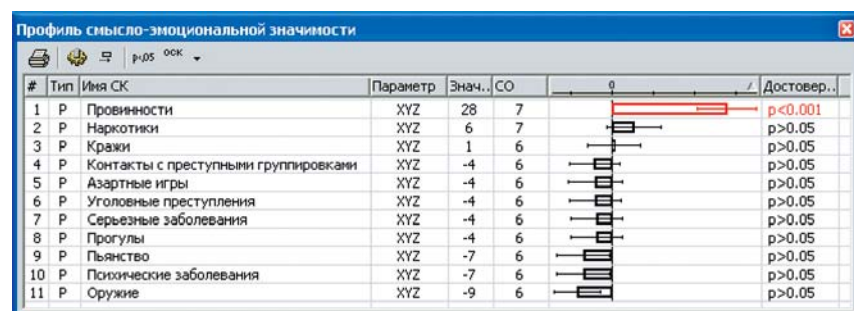 Профиль смысло-эмоциональной значимости
p<,05 ОСК
# Тип Имя СК Параметр Знач.. СО 0 Достовер..
1 Р Провинности XYZ 28 7 p<0.001
2 Р Наркотики XYZ 6 7 p>0.05
3 Р Кражи XYZ 1 6 p>0.05
4 Р Контакты с преступными группировками XYZ -4 6 p>0.05
5 Р Азартные игры XYZ -4 6 p>0.05
6 Р Уголовные преступления XYZ -4 6 p>0.05
7 Р Серьезные заболевания XYZ -4 6 p>0.05
8 Р Прогулы XYZ -4 6 p>0.05
9 Р Пьянство XYZ -7 6 p>0.05
10 Р Психические заболевания XYZ -7 6 p>0.05
11 Р Оружие XYZ -9 6 p>0.05